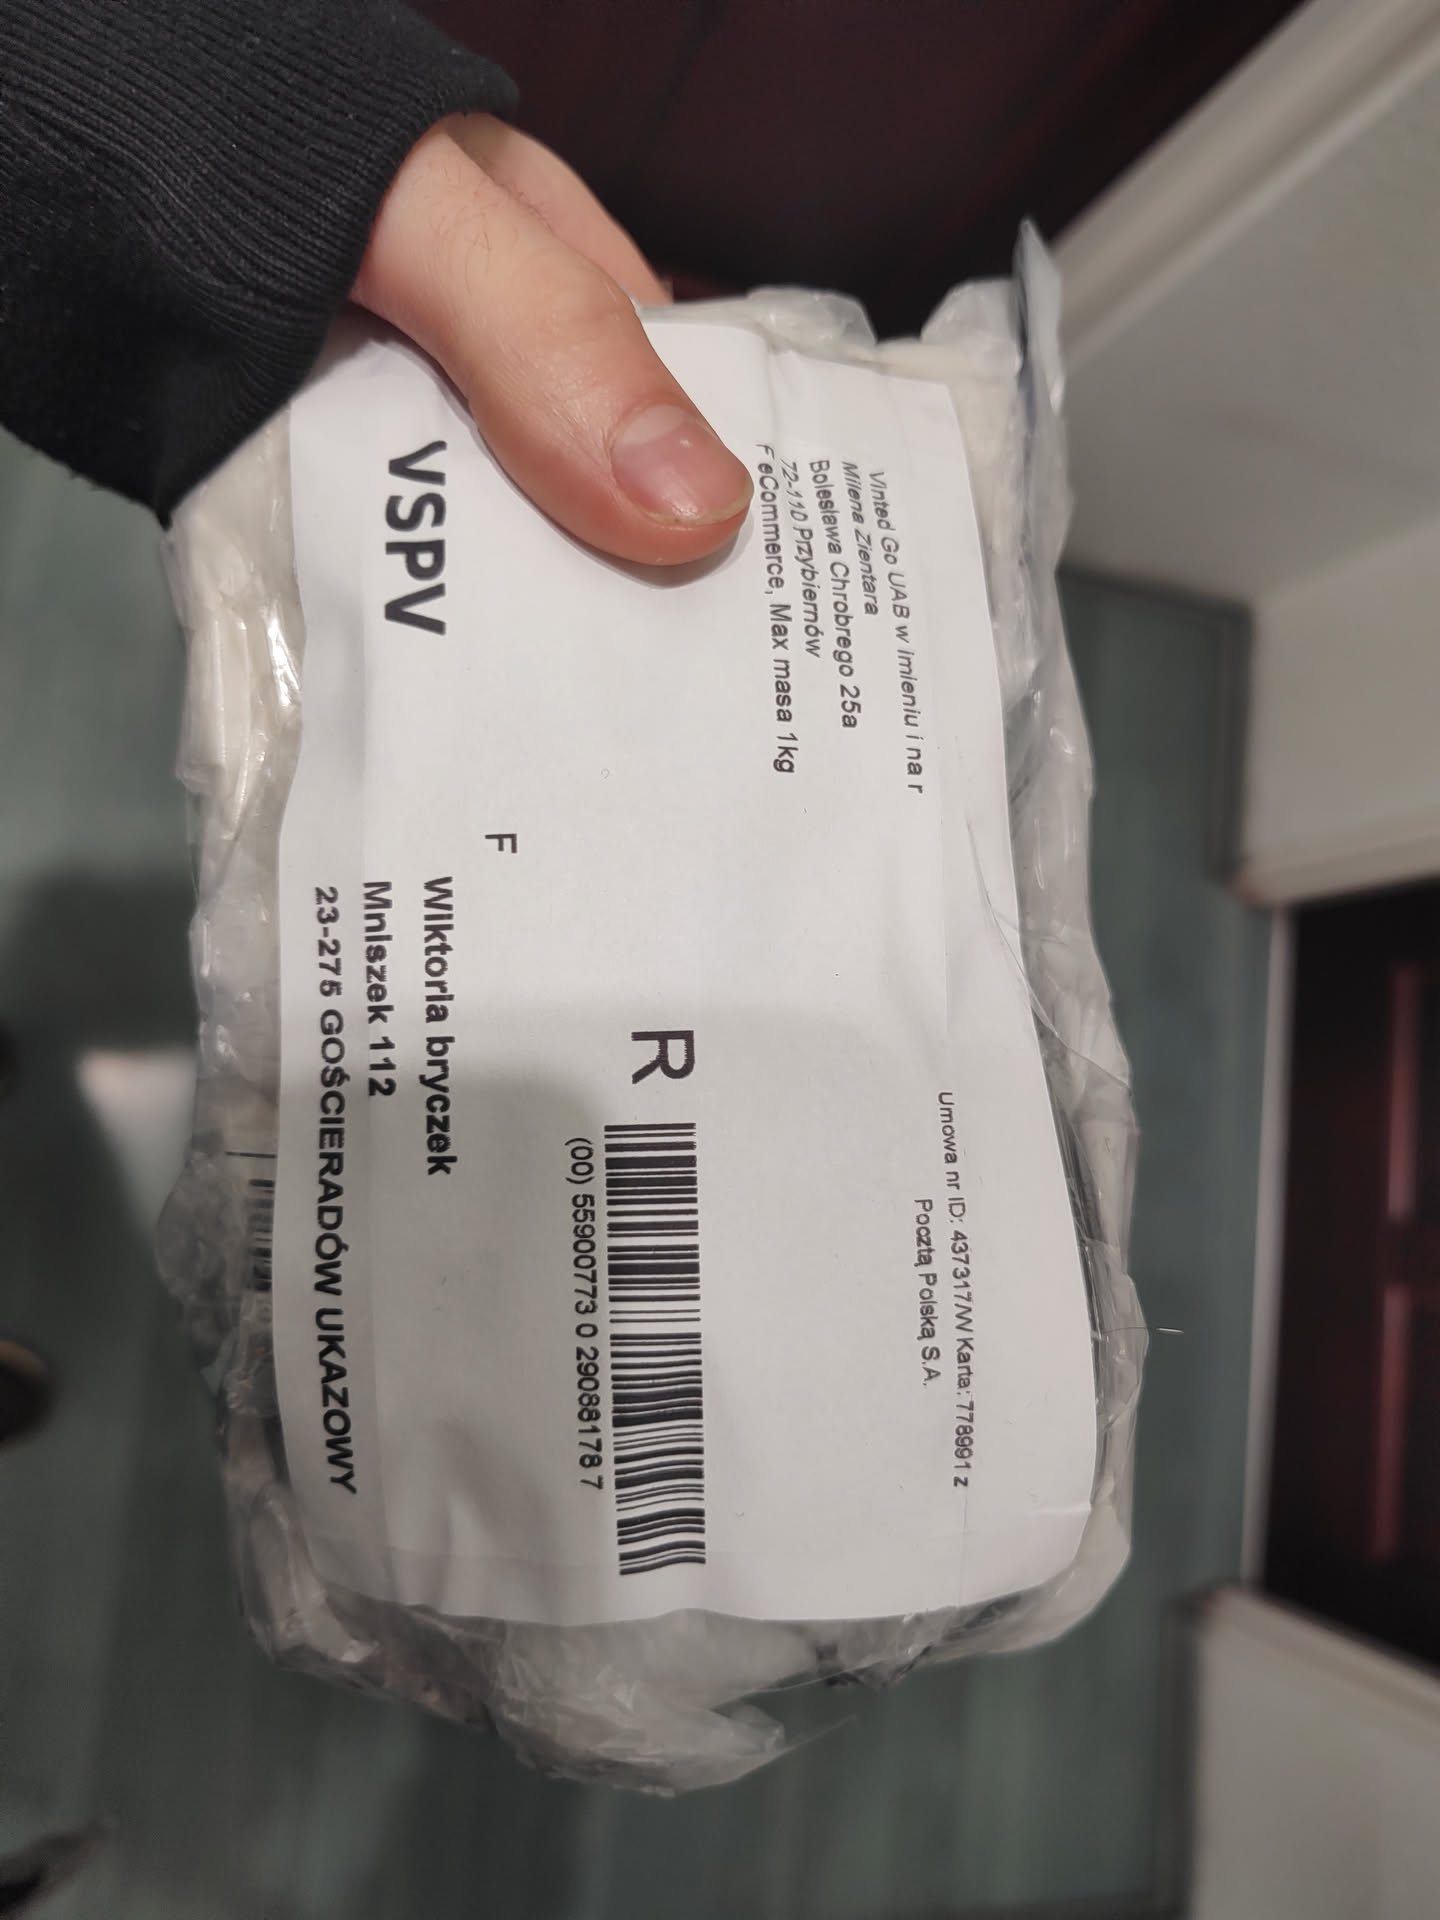 Vinted Go UAB w imieniu i na r
Milena Zientara
Bolesława Chrobrego 25a
72-110 Przybiernów
F eCommerce, Max masa 1kg
Umowa nr ID: 437317/W Karta: 778991 z
Pocztą Polską S.A.
R
(00) 55900773 0 29088178 7
F
VSPV
Wiktoria bryczek
Mniszek 112
23-275 GOŚCIERADÓW UKAZOWY